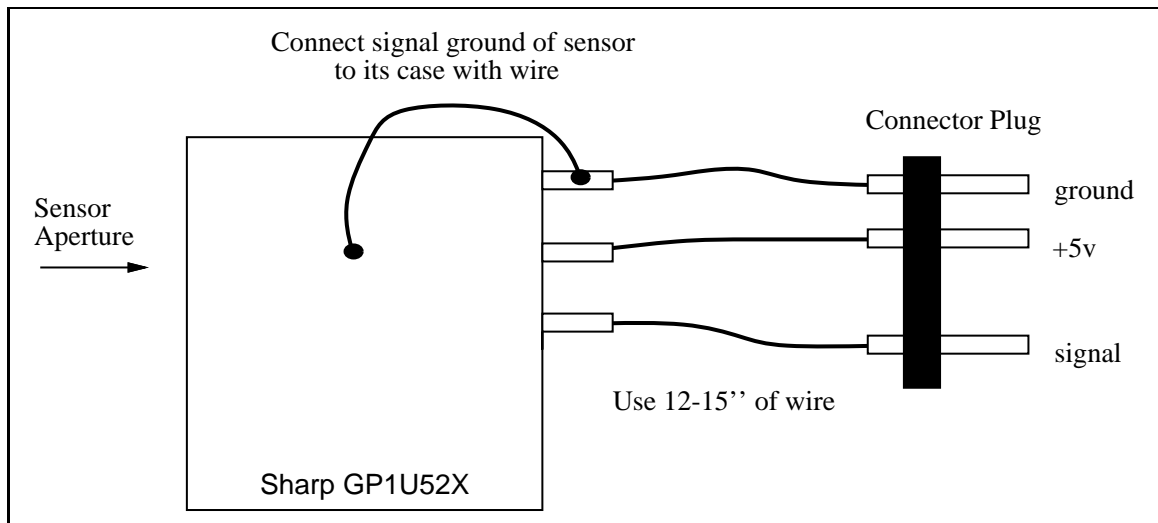 Connect signal ground of sensor
to its case with wire
Connector Plug
Sensor
Aperture
ground
+5v
signal
Use 12-15’’ of wire
Sharp GP1U52X